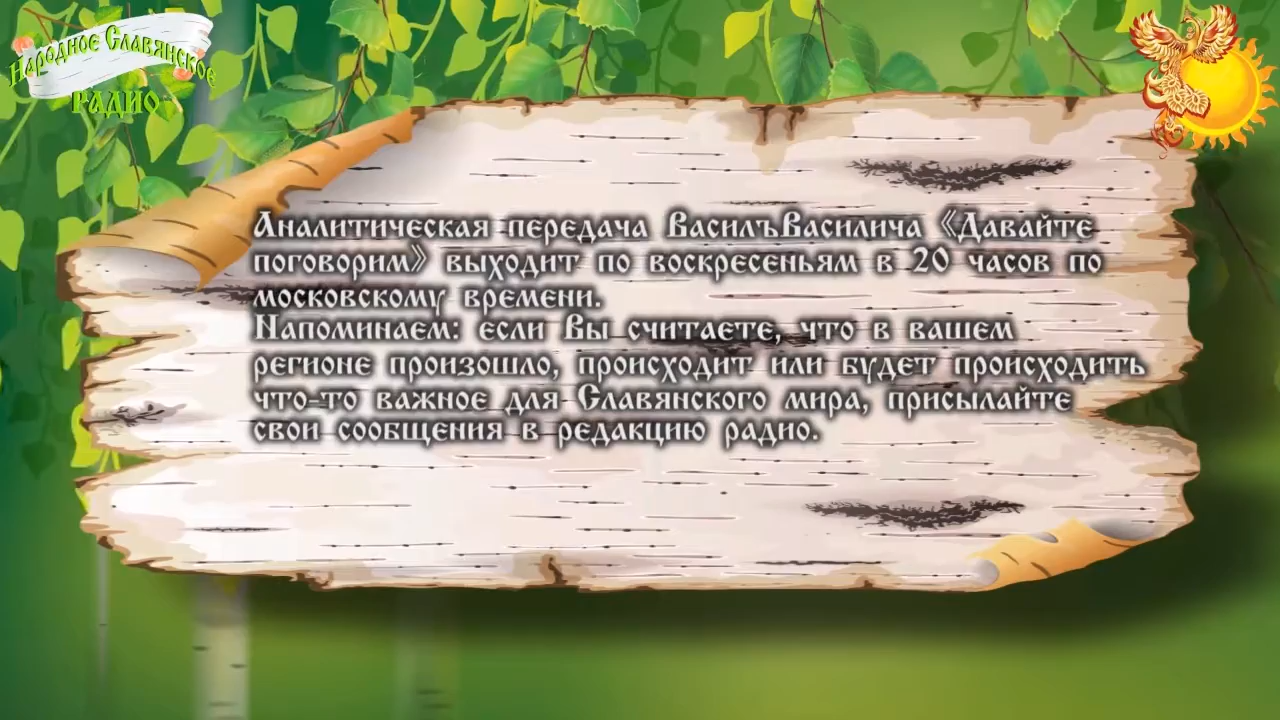 Народное Славянское
РАДИО
Аналитическая передача ВасилъВасилича «Давайте
поговорим» выходит по воскресеньям в 20 часов по
московскому времени.
Напоминаем: если Вы считаете, что в вашем
регионе произошло, происходит или будет происходить
что-то важное для Славянского мира, присылайте
свои сообщения в редакцию радио.